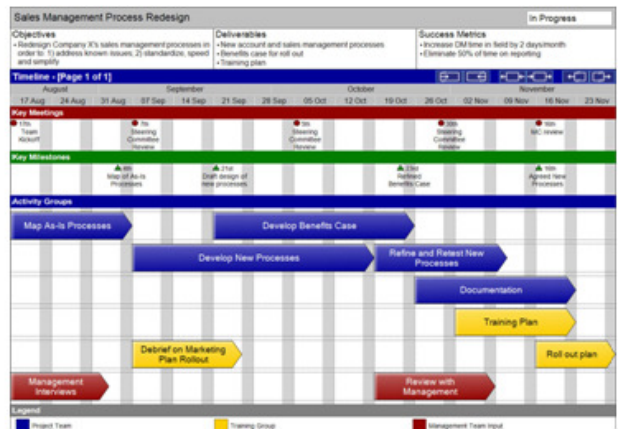 Sales Management Process Redesign
In Progress
Objectives
Deliverables
Success Metrics
• Redesign Company X's sales management processes in
order to: 1) address known issues, 2) standardize, speed
and simplify
• New account and sales management processes
• Benefits case for roll out
• Training plan
• Increase DM time in field by 2 days/month
• Eliminate 50% of time on reporting
Timeline - [Page 1 of 1]
August September October November
17 Aug 24 Aug 31 Aug 07 Sep 14 Sep 21 Sep 28 Sep 05 Oct 12 Oct 19 Oct 26 Oct 02 Nov 09 Nov 16 Nov 23 Nov
Key Meetings
17th
Team
Kickoff
7th
Steering
Committee
Review
5th
Steering
Committee
Review
Steering
Committee
Review
16th
MC review
Key Milestones
Map of As-Is
Processes
21st
Draft design of
new processes
23rd
Refined
Benefits Case
16th
Agreed New
Processes
Activity Groups
Map As-Is Processes
Develop Benefits Case
Develop New Processes
Refine and Retest New
Processes
Documentation
Training Plan
Debrief on Marketing
Plan Rollout
Roll out plan
Management
Interviews
Review with
Management
Legend
Project Team
Training Group
Management Team Input